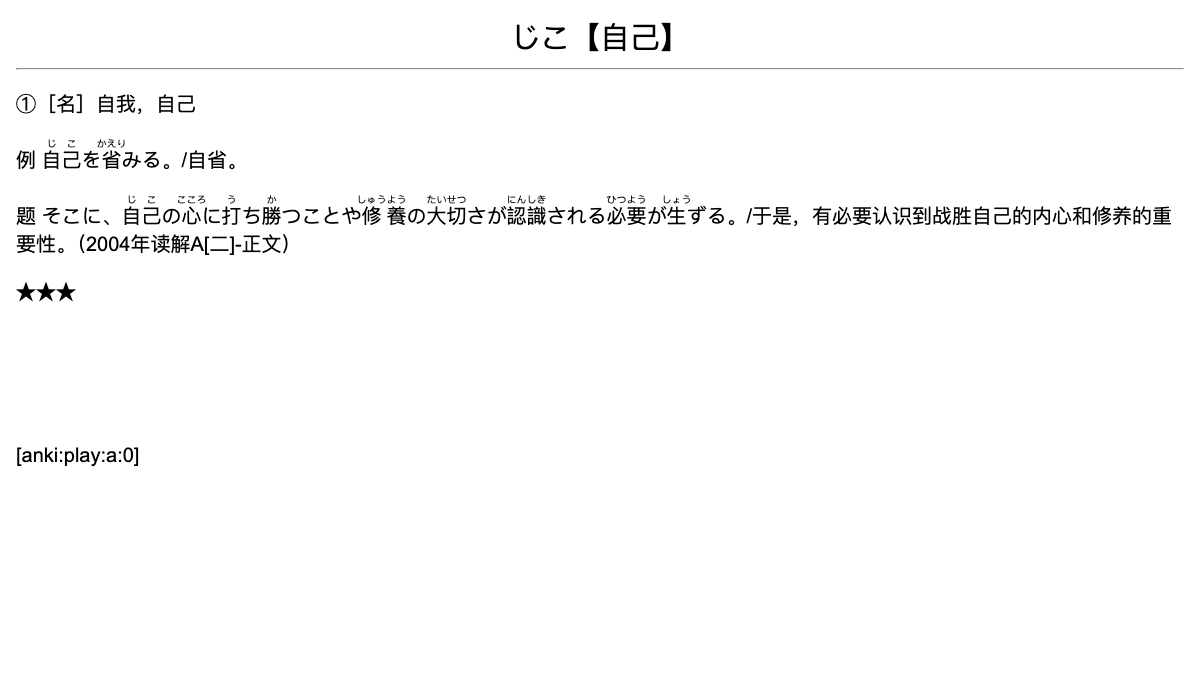 じこ【自己】
①［名］自我，自己
じ こ かえり
例 自己を省みる。/自省。
じ こ こころ う か しゅうよう たいせつ にんしき ひつよう しょう
题 そこに、自己の心に打ち勝つことや修養の大切さが認識される必要が生ずる。/于是，有必要认识到战胜自己的内心和修养的重
要性。（2004年读解A[二]-正文）
★★★
[anki:play:a:0]